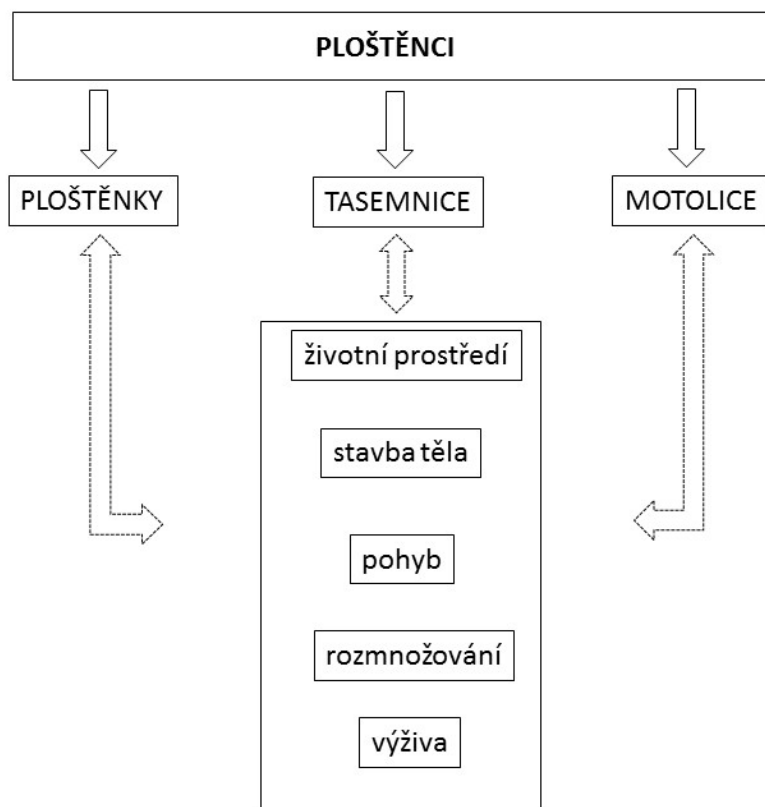 PLOŠTĚNCI
PLOŠTĚNKY
TASEMNICE
MOTOLICE
životní prostředí
stavba těla
pohyb
rozmnožování
výživa